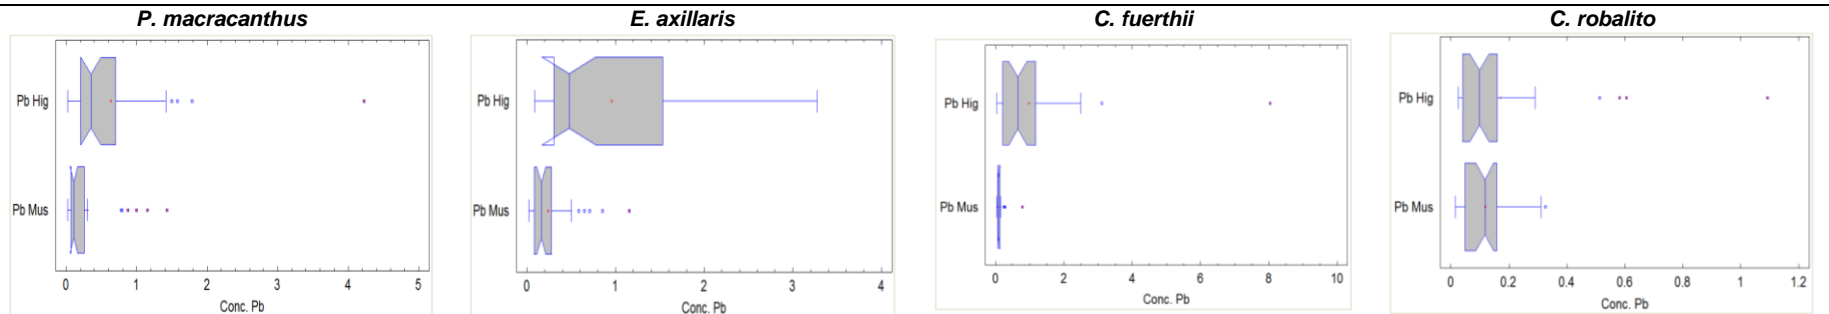 P. macracanthus
Pb Hig
Pb Mus
0 1 2 3 4 5
Conc. Pb
E. axillaris
Pb Hig
Pb Mus
0 1 2 3 4
Conc. Pb
C. fuerthii
Pb Hig
Pb Mus
0 2 4 6 8 10
Conc. Pb
C. robalito
Pb Hig
Pb Mus
0 0.2 0.4 0.6 0.8 1 1.2
Conc. Pb